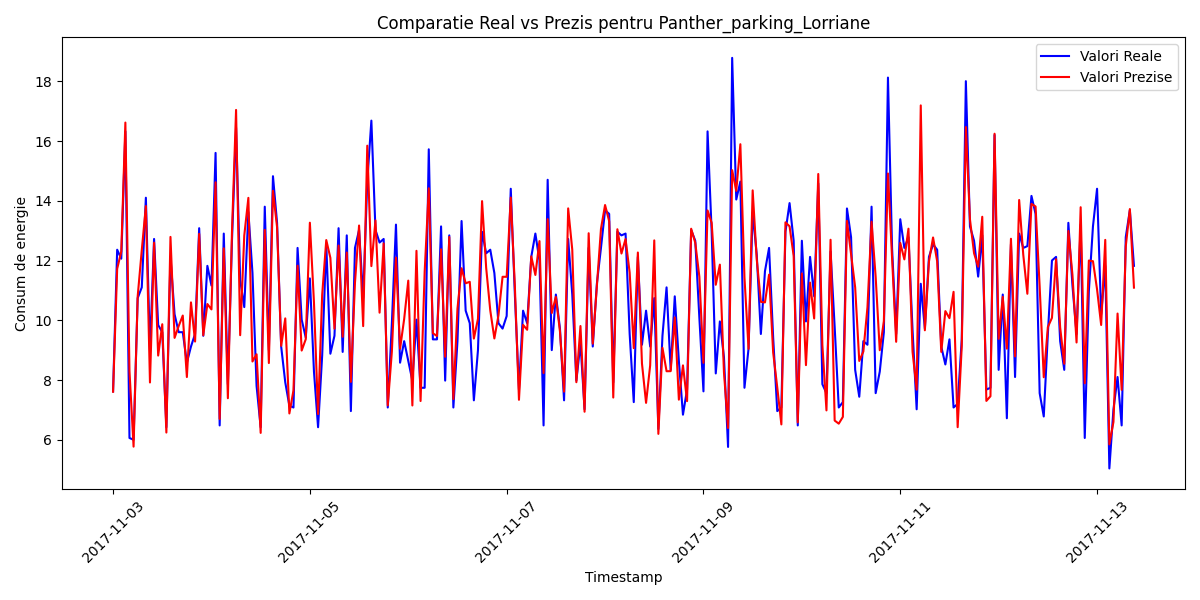 Comparatie Real vs Prezis pentru Panther_parking_Lorriane
Valori Reale
Valori Prezise
Consum de energie
18
16
14
12
10
8
6
2017-11-03
2017-11-05
2017-11-07
2017-11-09
2017-11-11
2017-11-13
Timestamp